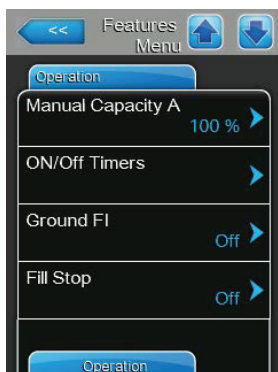 << Features
Menu
Operation
Manual Capacity A
100 %
ON/Off Timers
Ground FI
Off
Fill Stop
Off
Operation